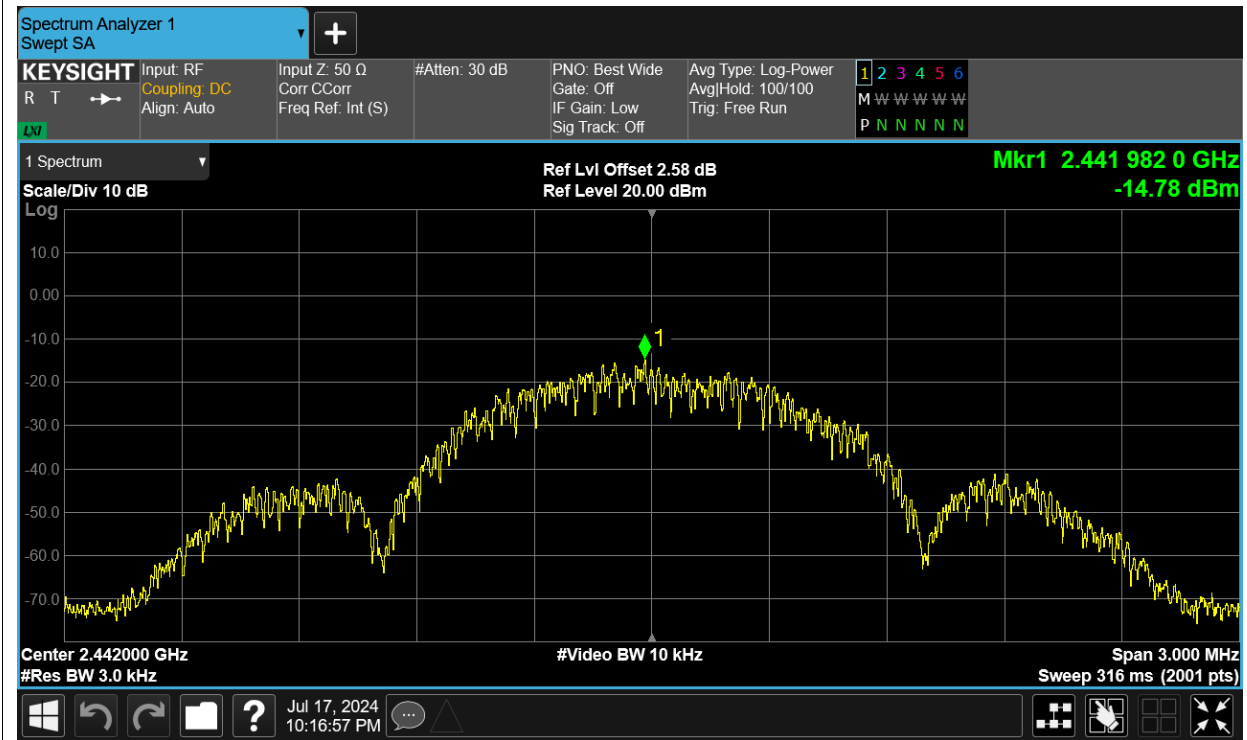 Spectrum Analyzer 1
Swept SA
+
KEYSIGHT Input: RF Input Z: 50 Ω #Atten: 30 dB PNO: Best Wide Avg Type: Log-Power 1 2 3 4 5 6
R T Coupling: DC Corr CCorr Gate: Off Avg|Hold: 100/100 M W W W W W W
Align: Auto Freq Ref: Int (S) IF Gain: Low Trig: Free Run P N N N N N N
LXI Sig Track: Off
1 Spectrum Mkr1 2.441 982 0 GHz
Ref Lvl Offset 2.58 dB
Scale/Div 10 dB Ref Level 20.00 dBm -14.78 dBm
Log
10.0
0.00
1
-10.0
-20.0
-30.0
-40.0
-50.0
-60.0
-70.0
Center 2.442000 GHz #Video BW 10 kHz Span 3.000 MHz
#Res BW 3.0 kHz Sweep 316 ms (2001 pts)
? Jul 17, 2024
10:16:57 PM